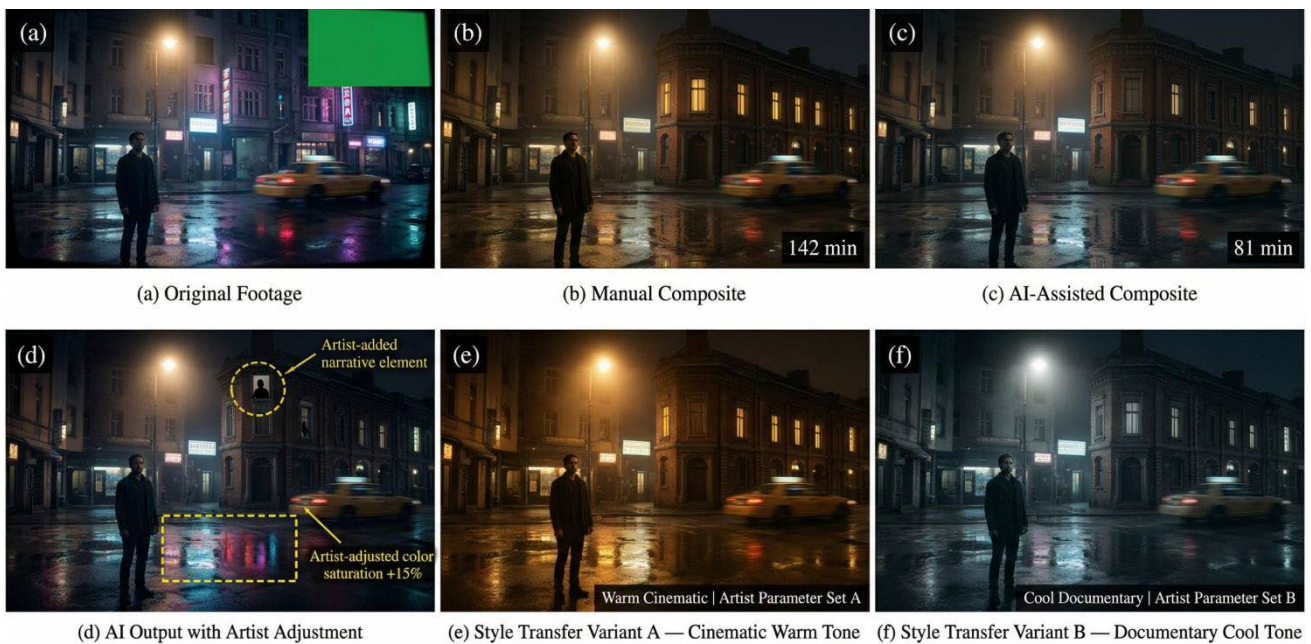 (a)
(b)
(c)
142 min
81 min
(a) Original Footage
(b) Manual Composite
(c) AI-Assisted Composite
(d)
Artist-added
narrative element
Artist-adjusted color
saturation +15%
(e)
Warm Cinematic | Artist Parameter Set A
(f)
Cool Documentary | Artist Parameter Set B
(d) AI Output with Artist Adjustment
(e) Style Transfer Variant A — Cinematic Warm Tone
(f) Style Transfer Variant B — Documentary Cool Tone